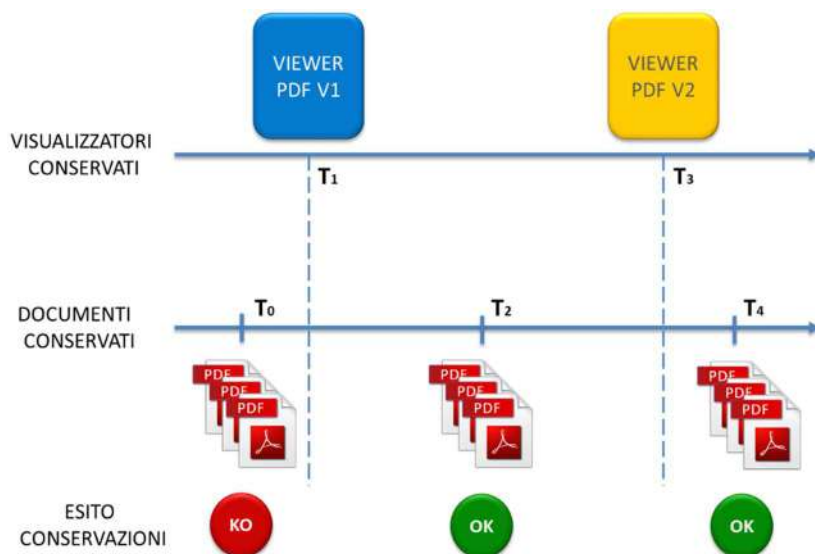 VIEWER
PDF V1
VIEWER
PDF V2
VISUALIZZATORI
CONSERVATI
T1
T3
DOCUMENTI
CONSERVATI
T0
T2
T4
PDF
PDF
PDF
PDF
PDF
PDF
PDF
PDF
PDF
ESITO
CONSERVAZIONI
KO
OK
OK